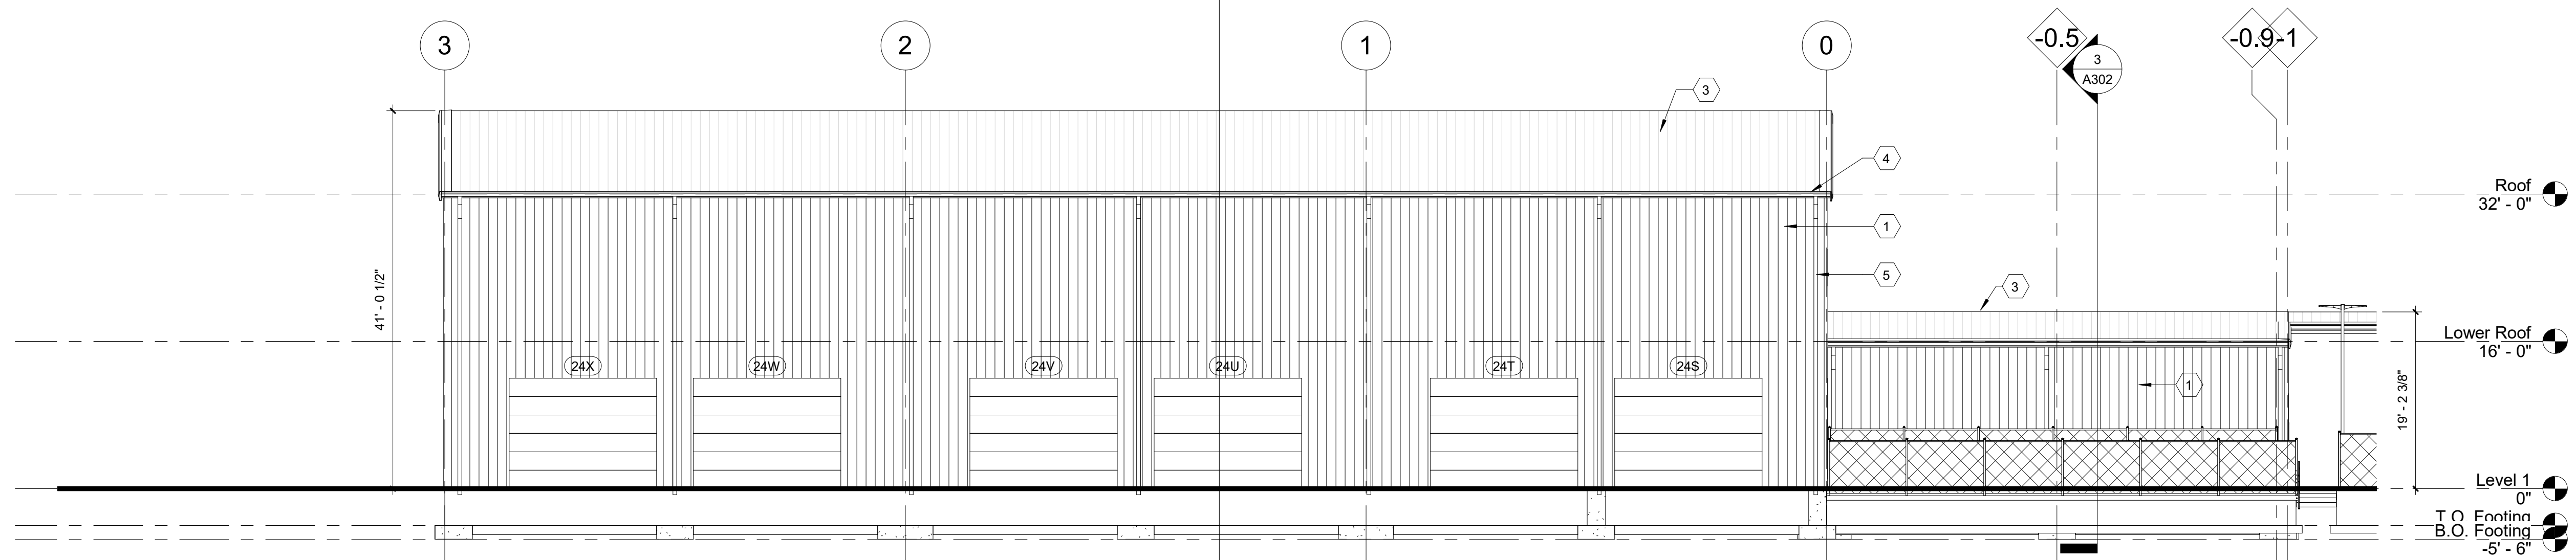 3
2
1
0
-0.5
-0.9
-1
3
A302
3
4
1
5
3
1
41' - 0 1/2"
24X
24W
24V
24U
24T
24S
19' - 2 3/8"
Roof
32' - 0"
Lower Roof
16' - 0"
Level 1
0"
T.O. Footing
B.O. Footing
-5' - 6"